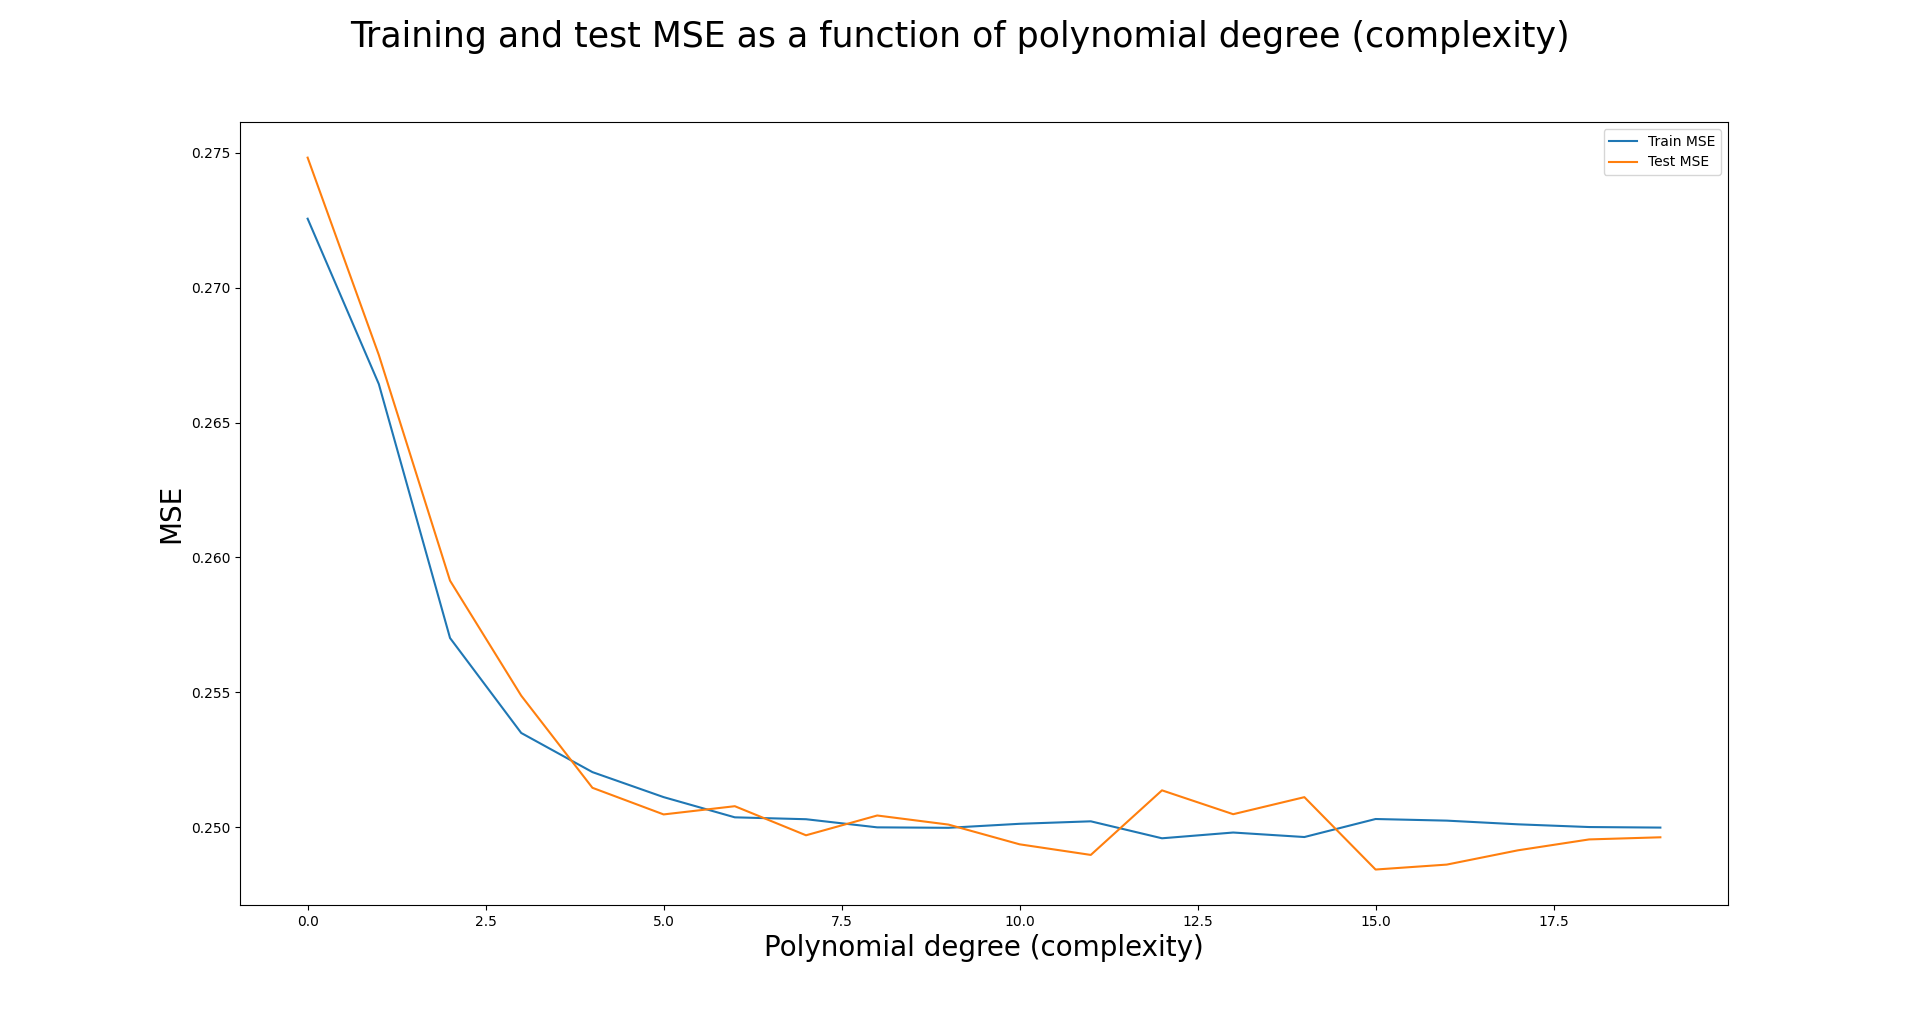 Training and test MSE as a function of polynomial degree (complexity)
Train MSE
Test MSE
0.275
0.270
0.265
0.260
0.255
0.250
MSE
0.0 2.5 5.0 7.5 10.0 12.5 15.0 17.5
Polynomial degree (complexity)